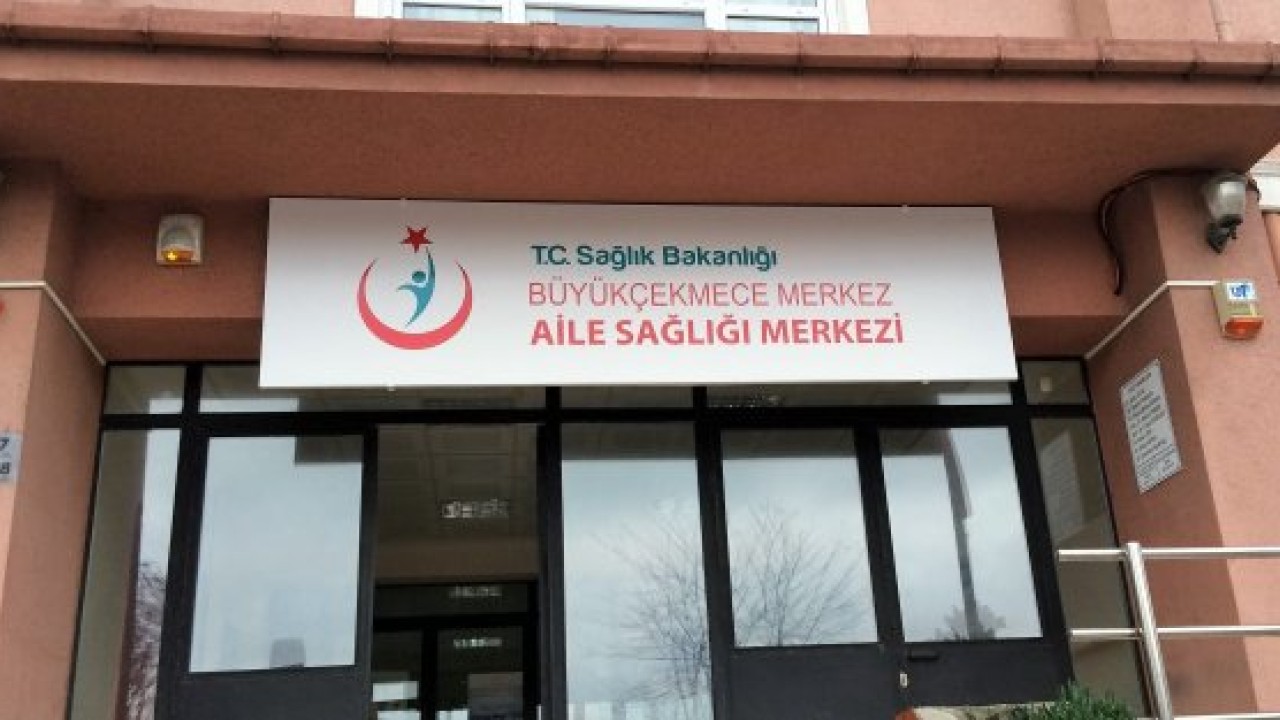 T.C. Sağlık Bakanlığı
BÜYÜKÇEKMECE MERKEZ
AİLE SAĞLIĞI MERKEZİ